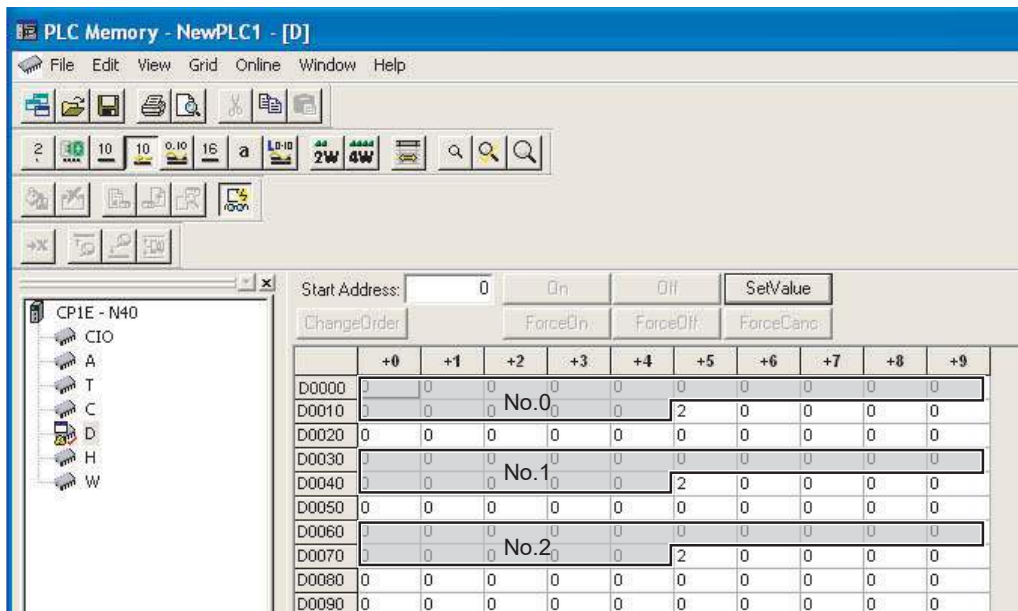 PLC Memory - NewPLC1 - [D]
File Edit View Grid Online Window Help
2 10 10 10 0.10 16 a L0-10 2W 4W
CP1E - N40
CIO
A
T
C
D
H
W
Start Address: 0 On Off SetValue
ChangeOrder ForceOn ForceOff ForceCanc
+0 +1 +2 +3 +4 +5 +6 +7 +8 +9
D0000 0 0 0 0 0 0 0 0 0 0
No.0
D0010 0 0 0 0 0 2 0 0 0 0
D0020 0 0 0 0 0 0 0 0 0 0
D0030 0 0 0 0 0 0 0 0 0 0
No.1
D0040 0 0 0 0 0 2 0 0 0 0
D0050 0 0 0 0 0 0 0 0 0 0
D0060 0 0 0 0 0 0 0 0 0 0
No.2
D0070 0 0 0 0 0 2 0 0 0 0
D0080 0 0 0 0 0 0 0 0 0 0
D0090 0 0 0 0 0 0 0 0 0 0